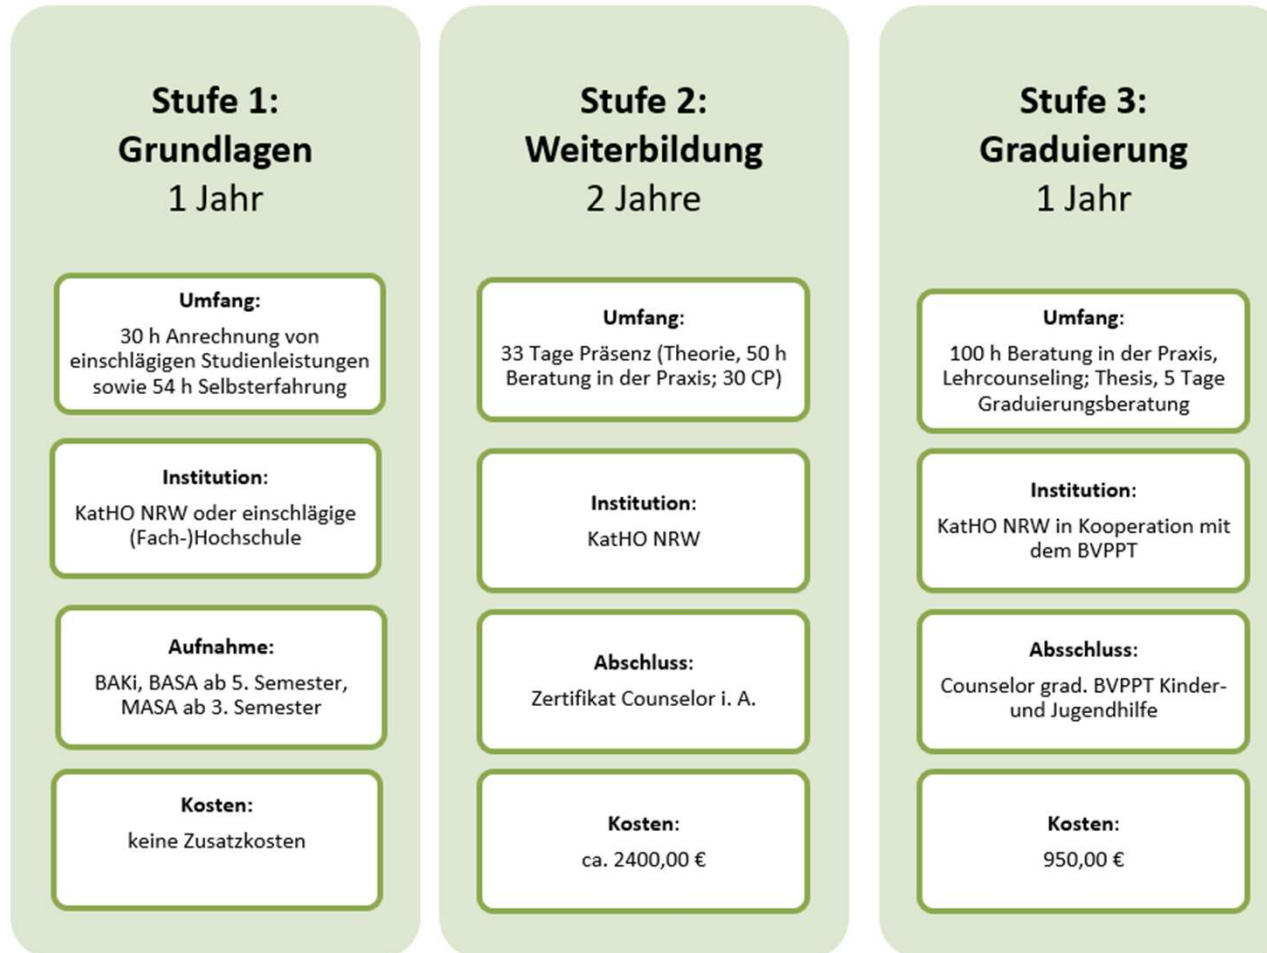 Stufe 1:
Grundlagen
1 Jahr
Umfang:
30 h Anrechnung von
einschlägigen Studienleistungen
sowie 54 h Selbsterfahrung
Institution:
KatHO NRW oder einschlägige
(Fach-)Hochschule
Aufnahme:
BAKi, BASA ab 5. Semester,
MASA ab 3. Semester
Kosten:
keine Zusatzkosten
Stufe 2:
Weiterbildung
2 Jahre
Umfang:
33 Tage Präsenz (Theorie, 50 h
Beratung in der Praxis; 30 CP)
Institution:
KatHO NRW
Abschluss:
Zertifikat Counselor i. A.
Kosten:
ca. 2400,00 €
Stufe 3:
Graduierung
1 Jahr
Umfang:
100 h Beratung in der Praxis,
Lehrcounseling; Thesis, 5 Tage
Graduierungsberatung
Institution:
KatHO NRW in Kooperation mit
dem BVPPT
Absschluss:
Counselor grad. BVPPT Kinder-
und Jugendhilfe
Kosten:
950,00 €